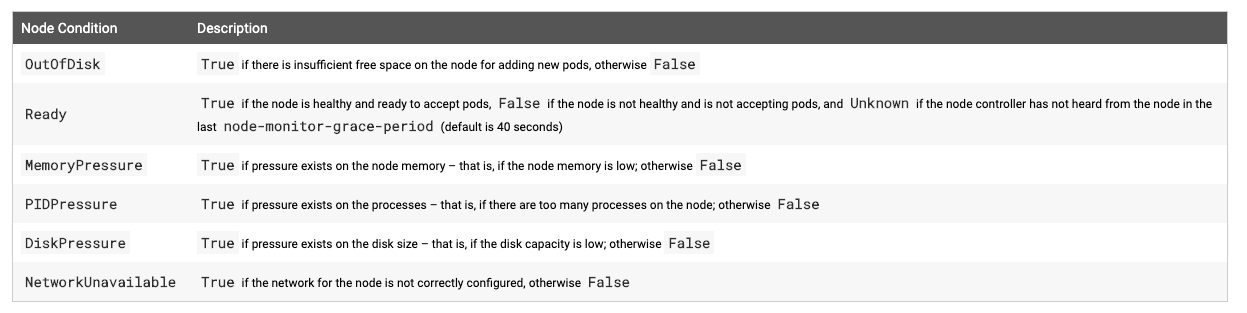 Node Condition Description
OutOfDisk True if there is insufficient free space on the node for adding new pods, otherwise False
Ready True if the node is healthy and ready to accept pods, False if the node is not healthy and is not accepting pods, and Unknown if the node controller has not heard from the node in the
last node-monitor-grace-period (default is 40 seconds)
MemoryPressure True if pressure exists on the node memory – that is, if the node memory is low; otherwise False
PIDPressure True if pressure exists on the processes – that is, if there are too many processes on the node; otherwise False
DiskPressure True if pressure exists on the disk size – that is, if the disk capacity is low; otherwise False
NetworkUnavailable True if the network for the node is not correctly configured, otherwise False